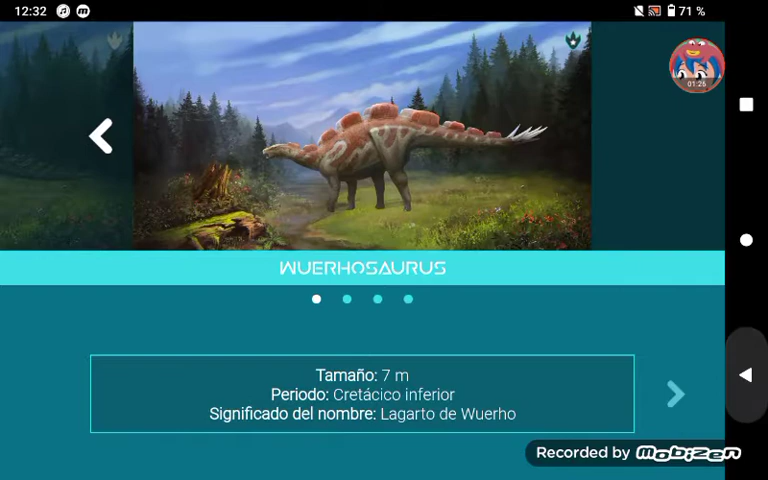 12:32
71 %
01:26
WUERHOSAURUS
Tamaño: 7 m
Periodo: Cretácico inferior
Significado del nombre: Lagarto de Wuerho
Recorded by MOBIZEN